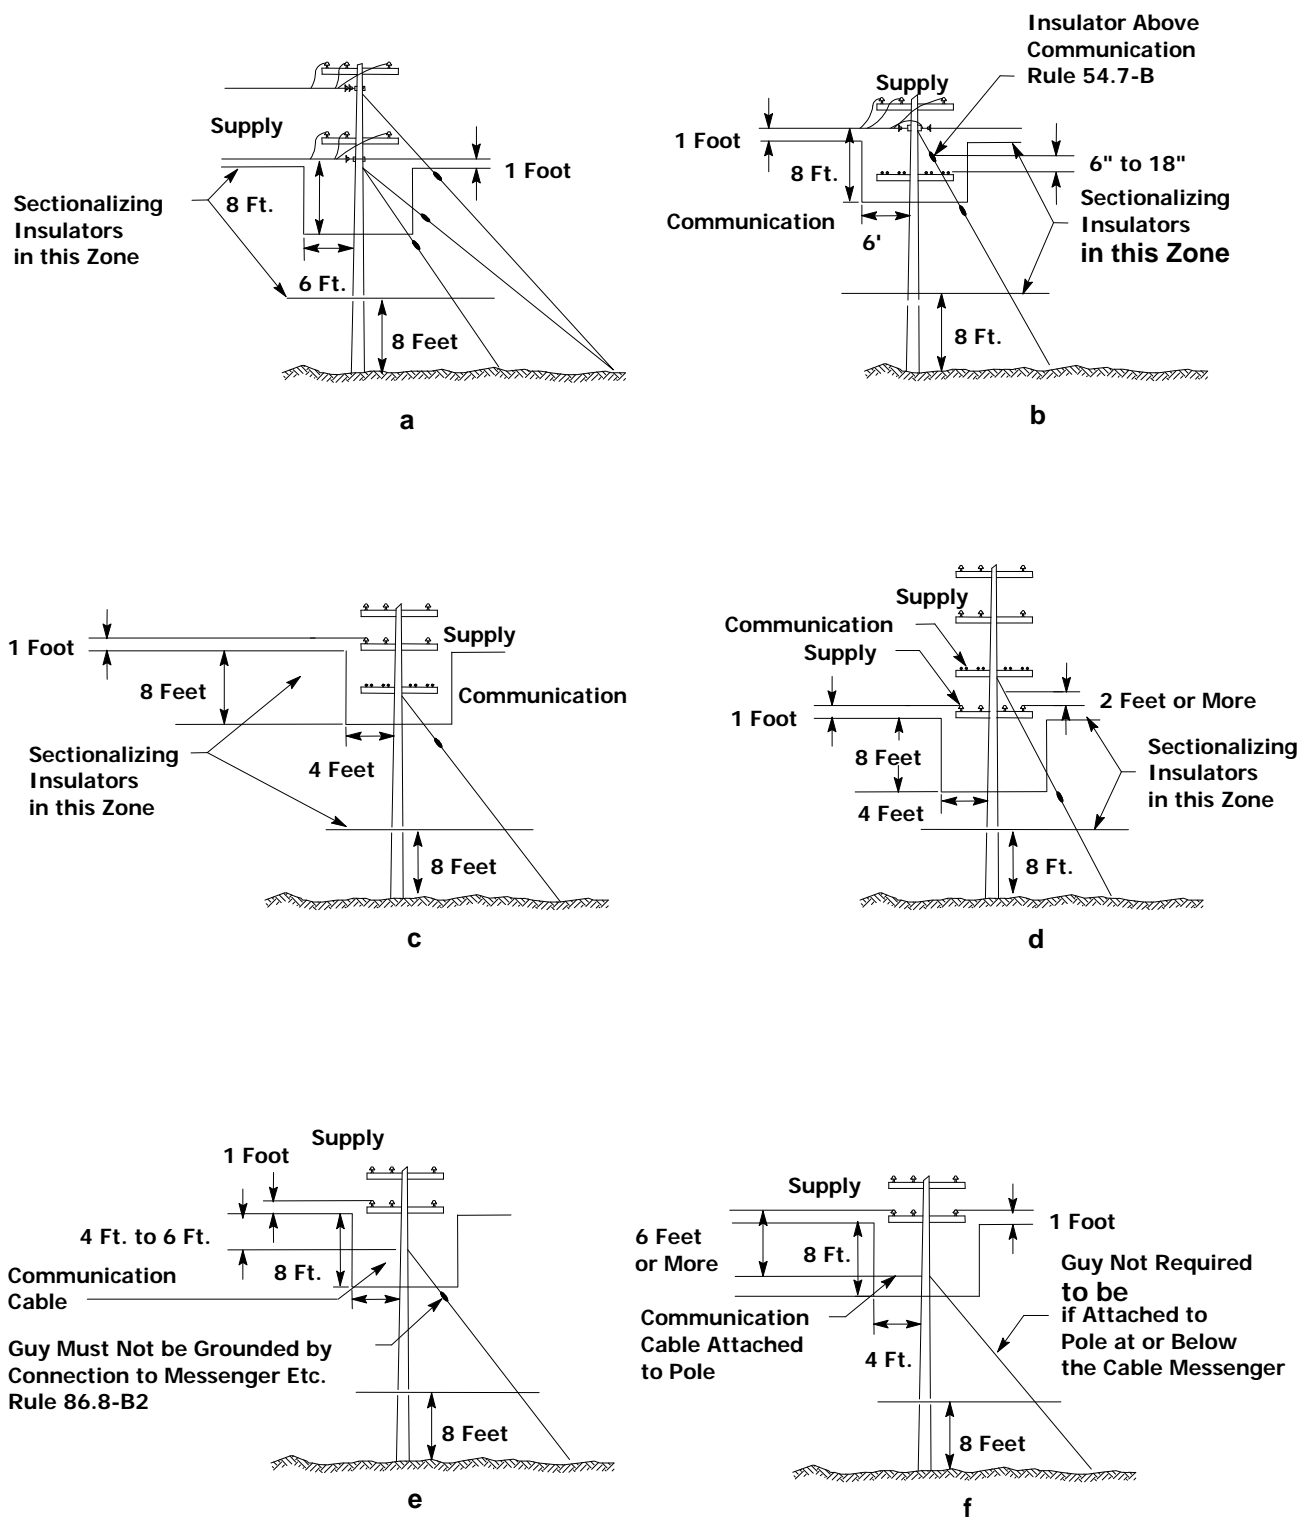 Supply
8 Ft.
1 Foot
Sectionalizing
Insulators
in this Zone
6 Ft.
8 Feet
a
Insulator Above
Communication
Rule 54.7-B
Supply
1 Foot
8 Ft.
6" to 18"
Sectionalizing
Insulators
in this Zone
Communication
6'
8 Ft.
b
1 Foot
Supply
8 Feet
Communication
Sectionalizing
Insulators
in this Zone
4 Feet
8 Feet
c
Supply
Communication
Supply
1 Foot
2 Feet or More
8 Feet
Sectionalizing
Insulators
in this Zone
4 Feet
8 Ft.
d
Supply
1 Foot
4 Ft. to 6 Ft.
8 Ft.
Communication
Cable
Guy Must Not be Grounded by
Connection to Messenger Etc.
Rule 86.8-B2
8 Feet
e
Supply
1 Foot
6 Feet
or More
8 Ft.
Guy Not Required
to be
if Attached to
Pole at or Below
the Cable Messenger
Communication
Cable Attached
to Pole
4 Ft.
8 Feet
f